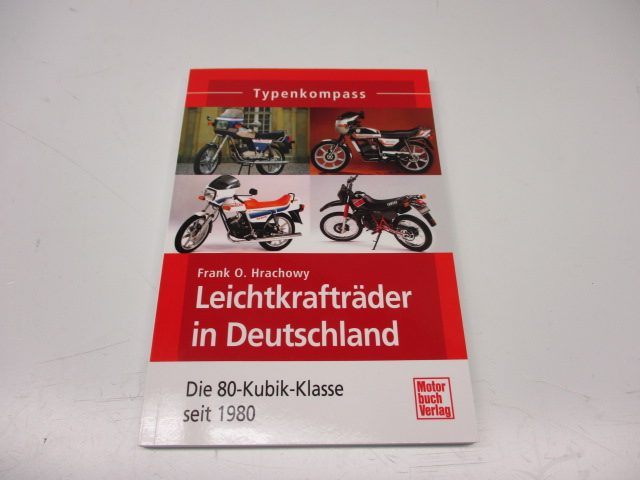 Typenkompass
Frank O. Hrachowy
Leichtkrafträder
in Deutschland
Die 80-Kubik-Klasse
seit 1980
Motor
buch
Verlag